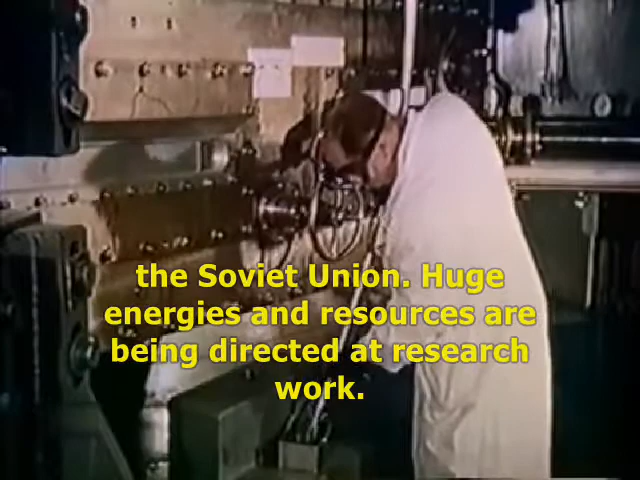 the Soviet Union. Huge
energies and resources are
being directed at research
work.